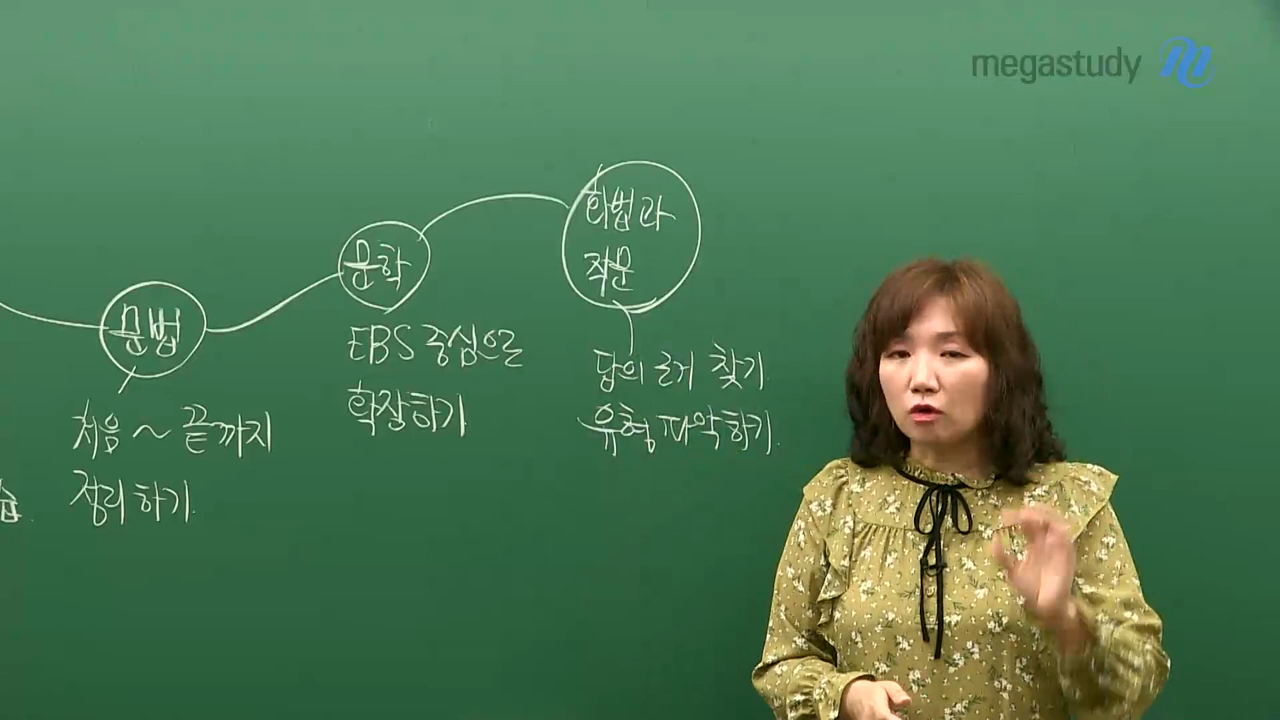 megastudy
문법
처음 ~ 끝까지
정리하기.
습.
문학
EBS 중심으로
확장하기
화법과
작문
답의 근거 찾기.
유형 파악하기.